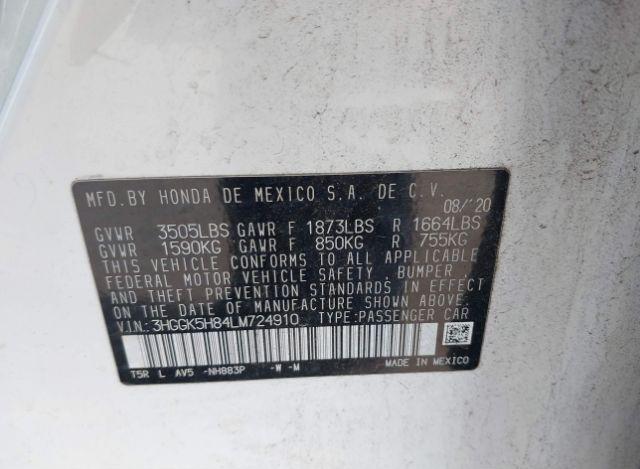 MFD.BY HONDA DE MEXICO S.A. DE C.V.
08/'20
GVWR 3505LBS GAWR F 1873LBS R 1664LBS
GVWR 1590KG GAWR F 850KG R 755KG
THIS VEHICLE CONFORMS TO ALL APPLICABLE
FEDERAL MOTOR VEHICLE SAFETY, BUMPER,
AND THEFT PREVENTION STANDARDS IN EFFECT
ON THE DATE OF MANUFACTURE SHOWN ABOVE.
VIN: 3HGGK5H84LM724910 TYPE:PASSENGER CAR
T5R L AV5 -NH883P -W -M MADE IN MEXICO